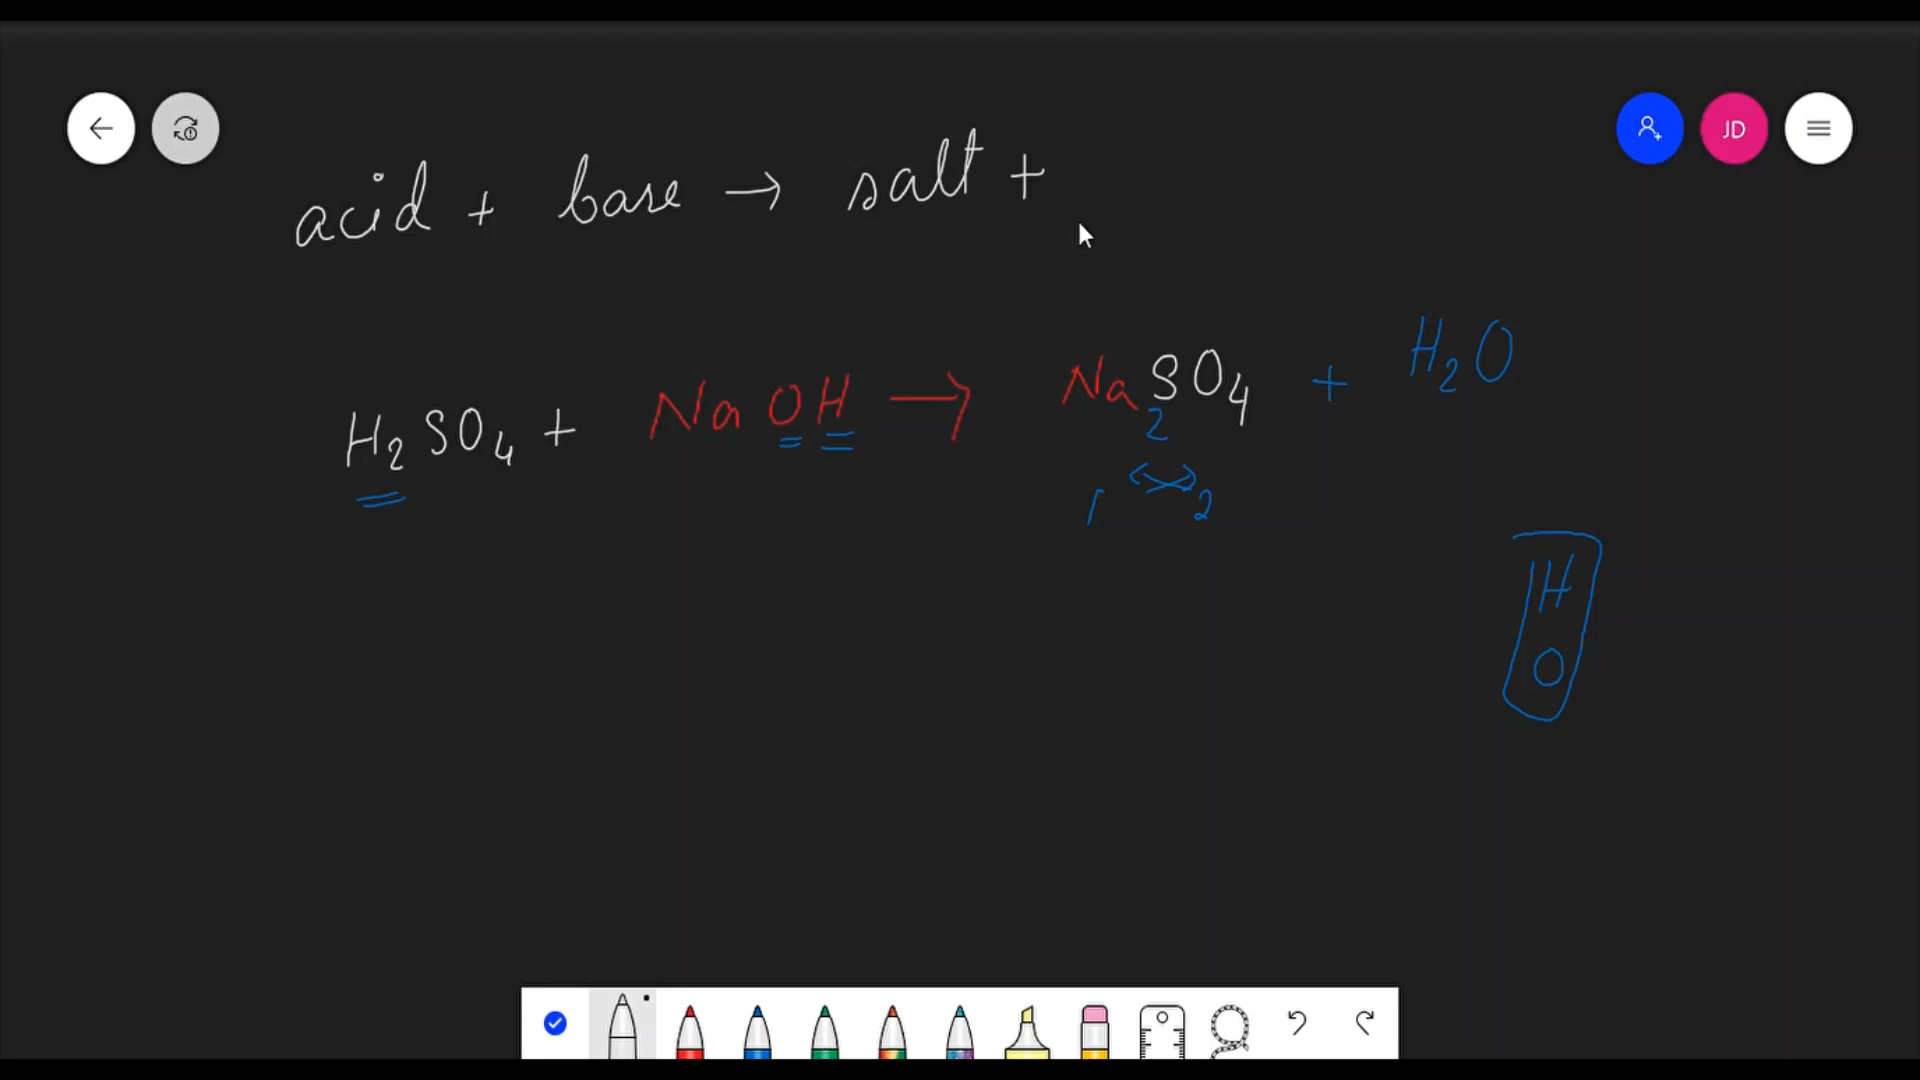 JD
acid + base → salt +
H₂SO₄ + NaOH → Na₂SO₄ + H₂O
1 2
H
O